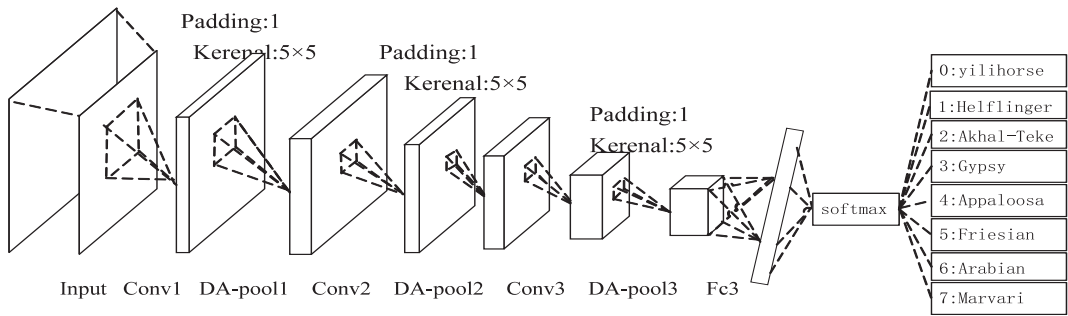 Padding:1
Kerenal:5×5
Padding:1
Kerenal:5×5
Padding:1
Kerenal:5×5
0:yilihorse
1:Helflinger
2:Akhal-Teke
3:Gypsy
softmax
4:Appaloosa
5:Friesian
6:Arabian
7:Marvari
Input Conv1 DA-pool1 Conv2 DA-pool2 Conv3 DA-pool3 Fc3